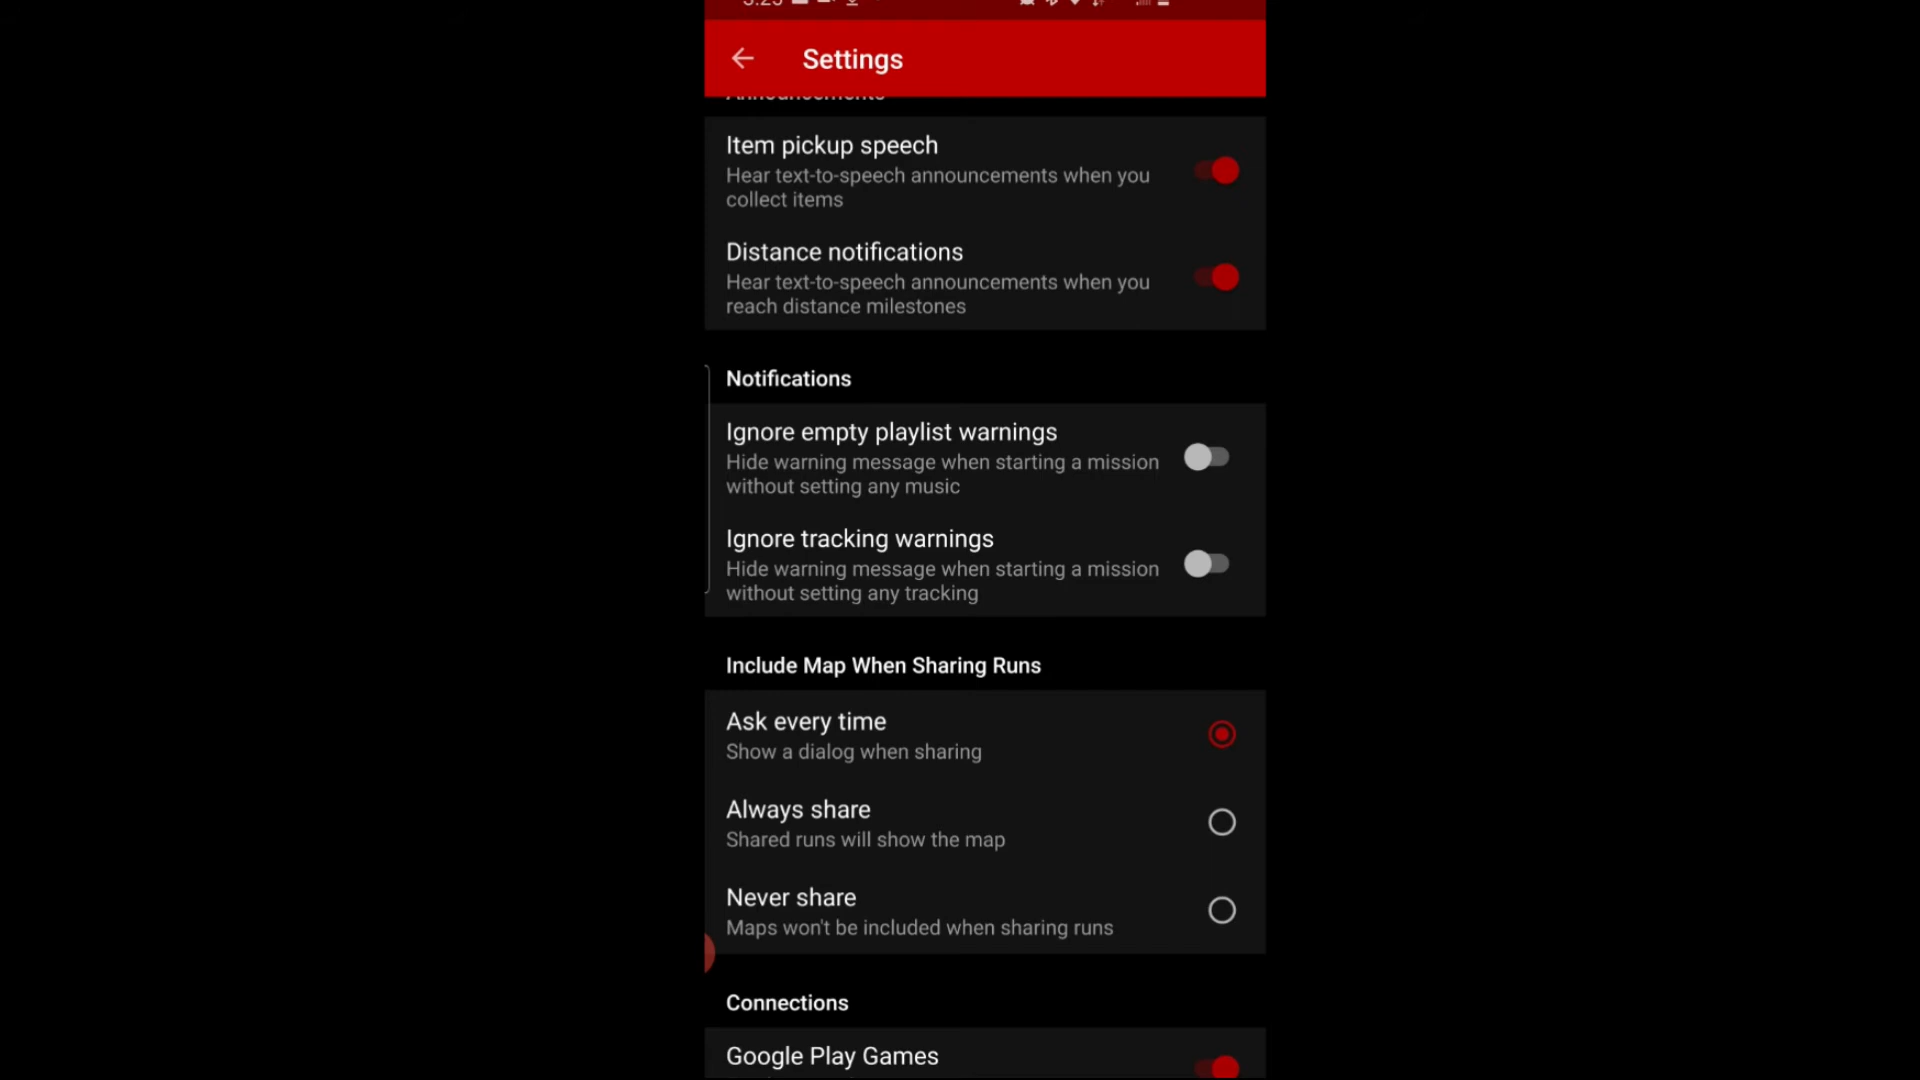 Settings
Announcements
Item pickup speech
Hear text-to-speech announcements when you
collect items
Distance notifications
Hear text-to-speech announcements when you
reach distance milestones
Notifications
Ignore empty playlist warnings
Hide warning message when starting a mission
without setting any music
Ignore tracking warnings
Hide warning message when starting a mission
without setting any tracking
Include Map When Sharing Runs
Ask every time
Show a dialog when sharing
Always share
Shared runs will show the map
Never share
Maps won't be included when sharing runs
Connections
Google Play Games